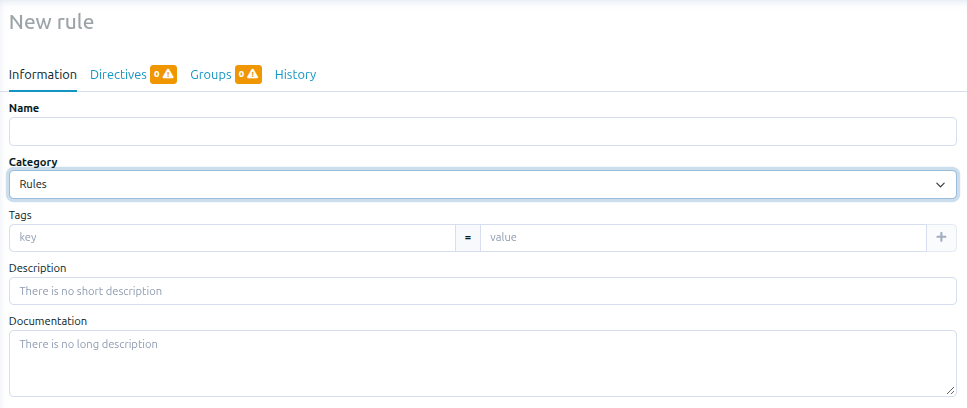 New rule
Information Directives 0 Groups 0 History
Name
Category
Rules
Tags
key = value +
Description
There is no short description
Documentation
There is no long description